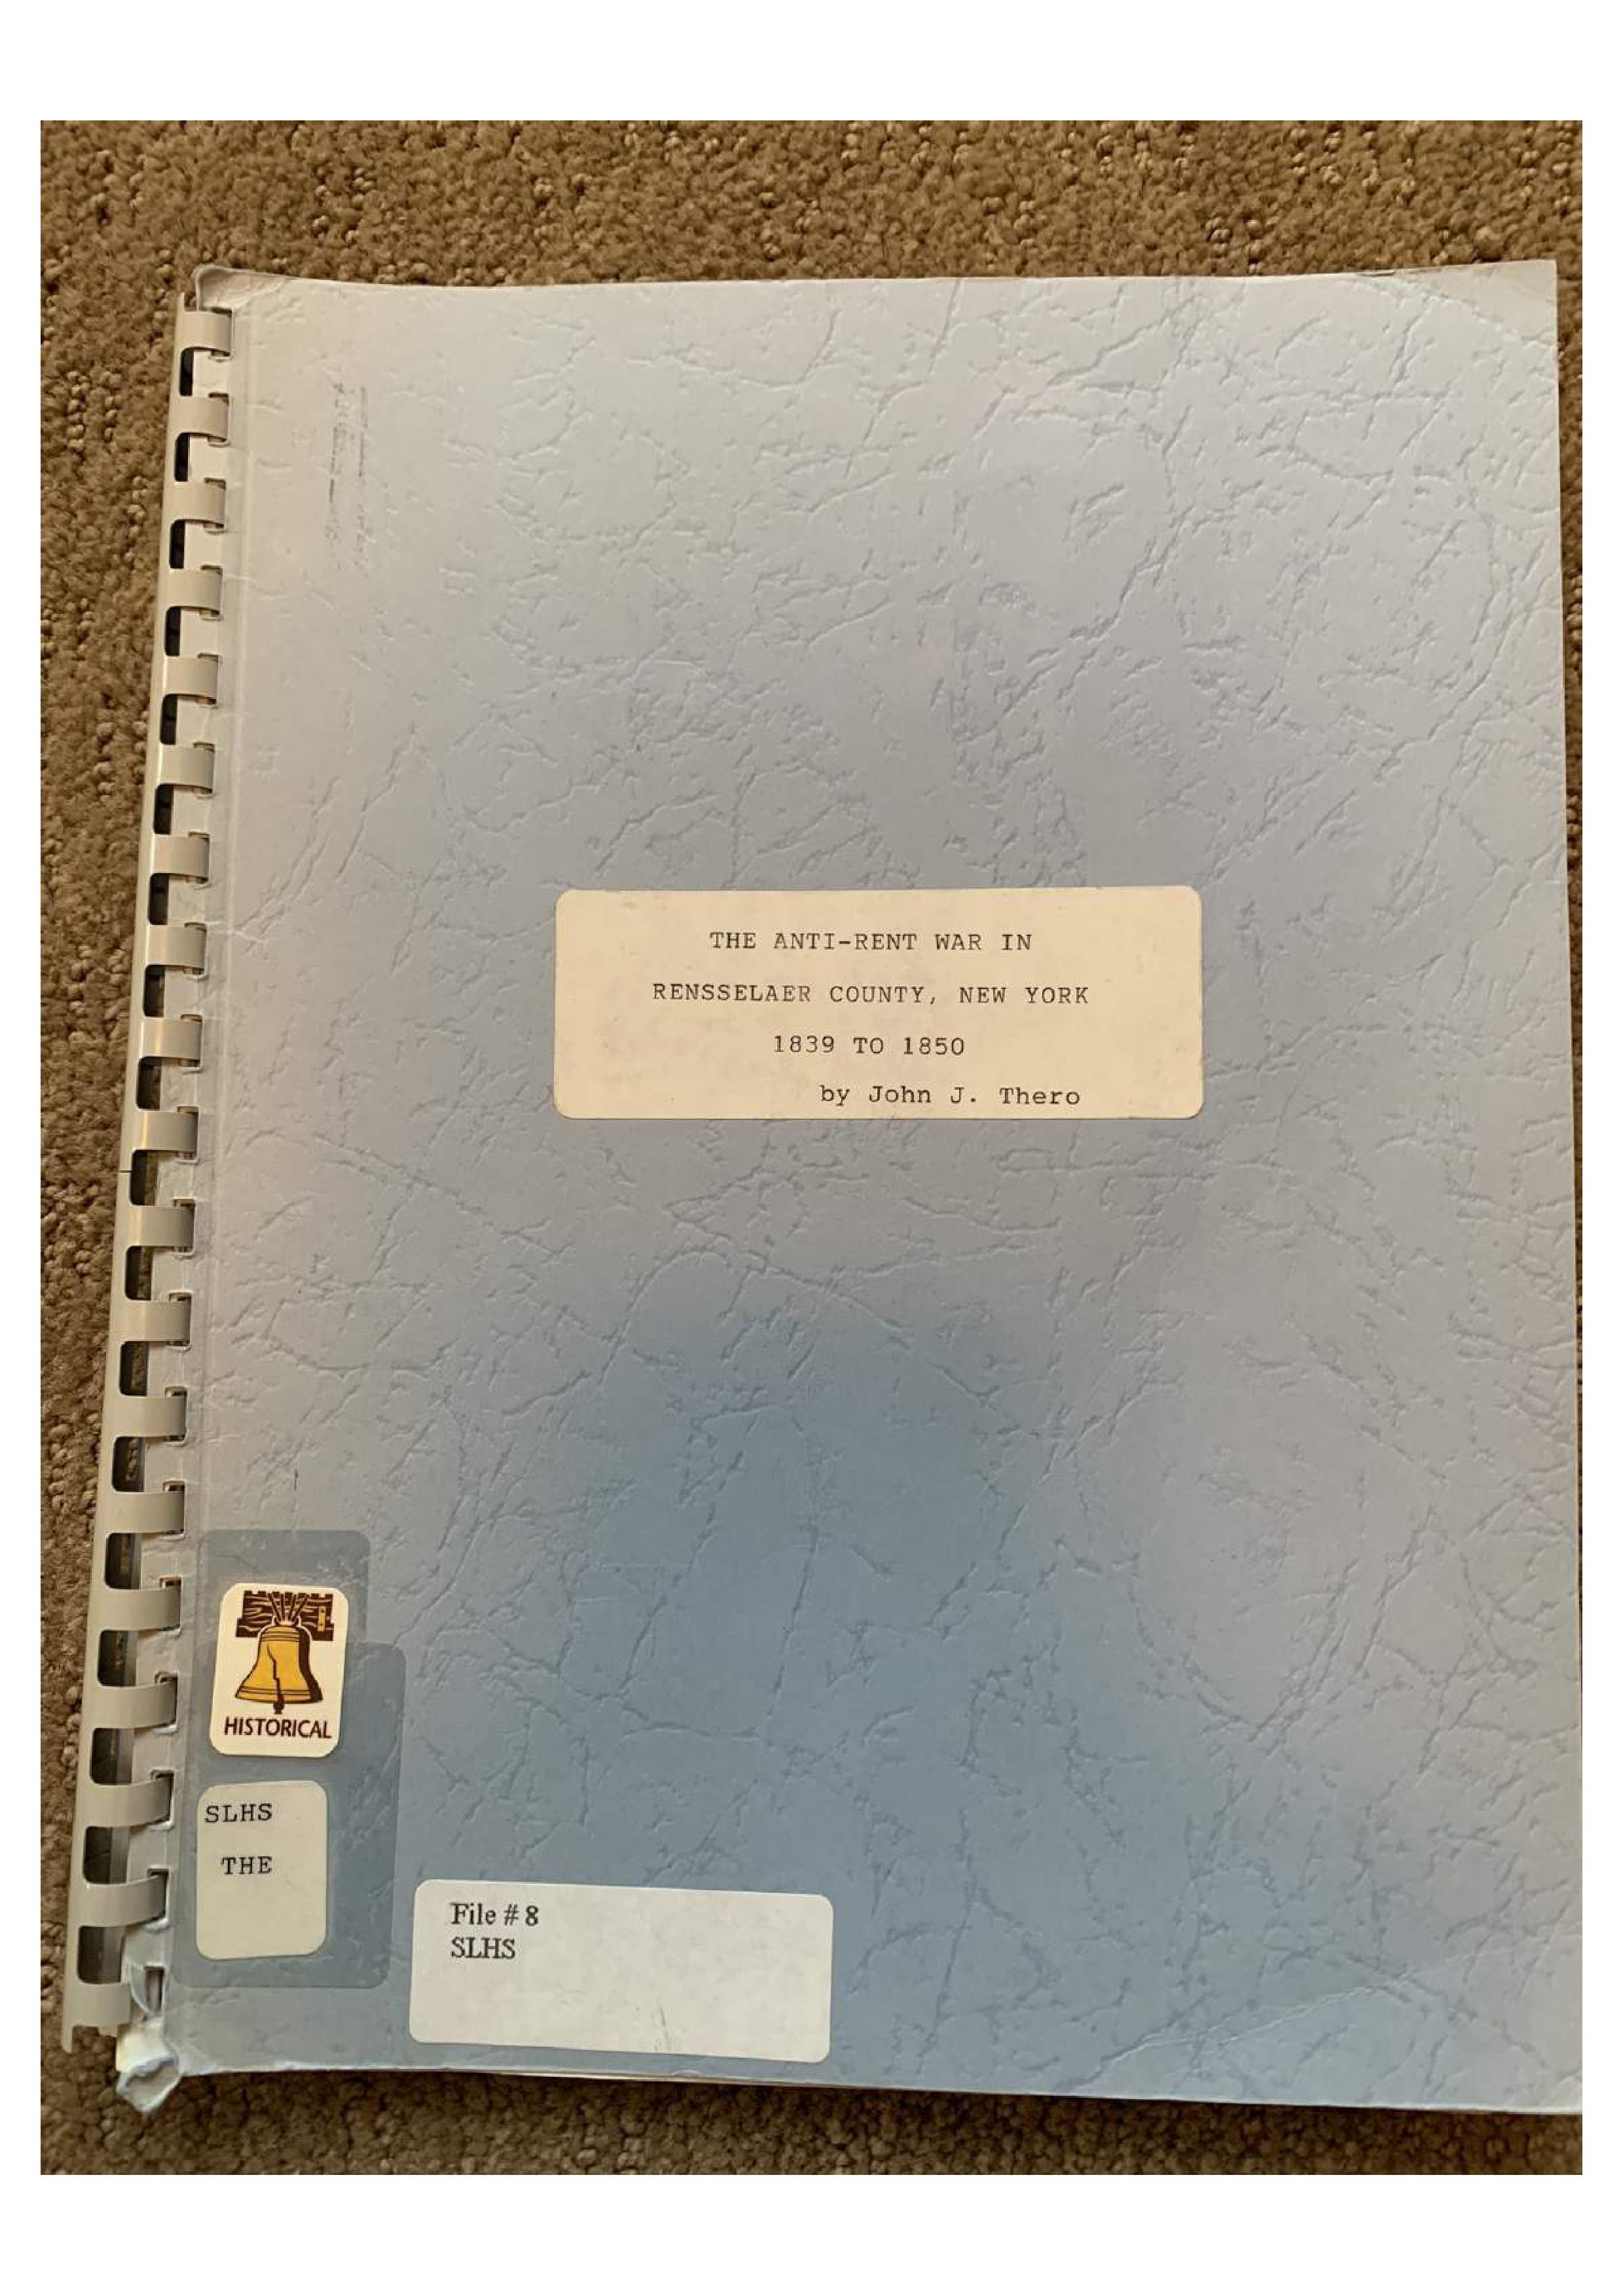 THE ANTI-RENT WAR IN
RENSSELAER COUNTY, NEW YORK
1839 TO 1850
by John J. Thero
HISTORICAL
SLHS
THE
File # 8
SLHS